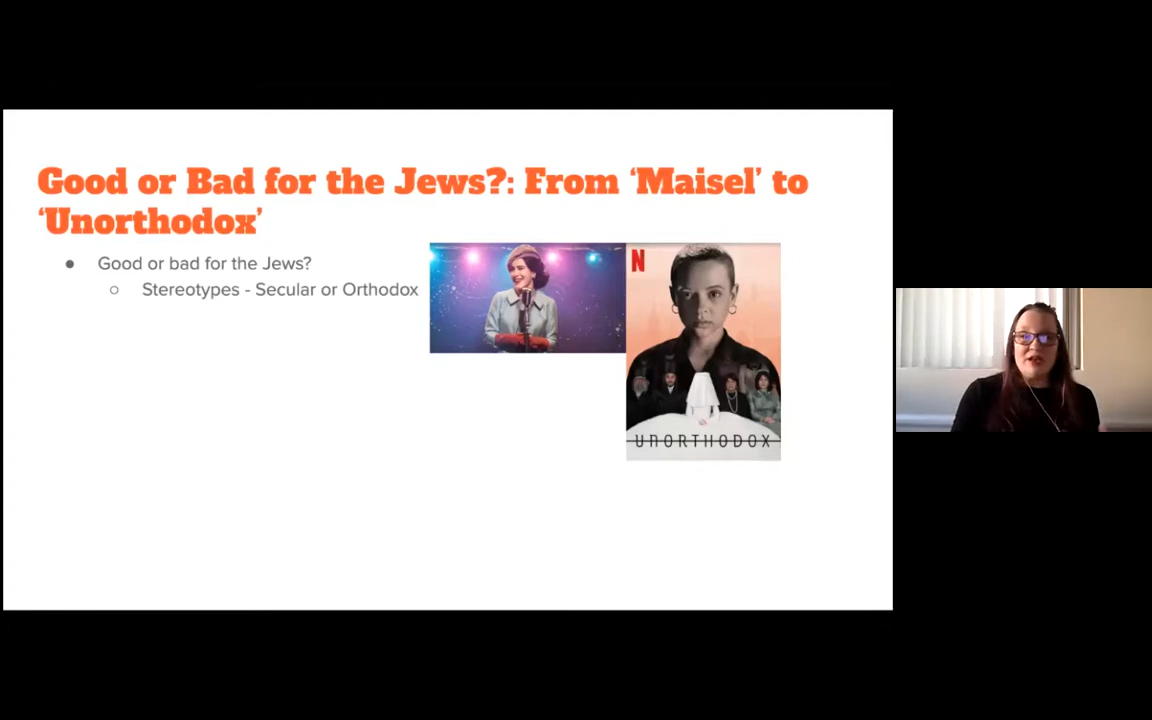 Good or Bad for the Jews?: From ‘Maisel’ to
‘Unorthodox’
● Good or bad for the Jews?
○ Stereotypes - Secular or Orthodox
N
UNORTHODOX